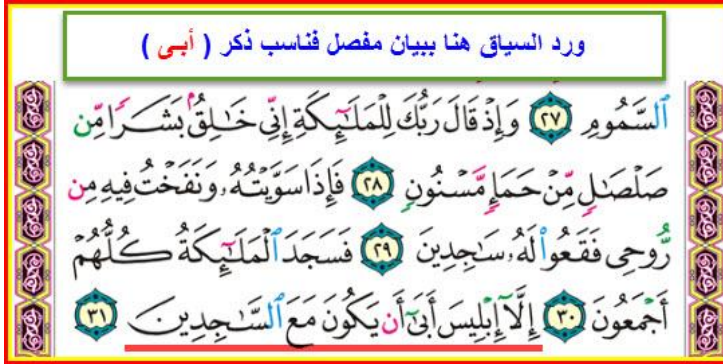 ورد السياق هنا ببيان مفصل فناسب ذكر ( أبى )
ٱلسَّمُومِ ٢٧ وَإِذْ قَالَ رَبُّكَ لِلْمَلَـٰٓئِكَةِ إِنِّى خَـٰلِقٌۢ بَشَرًا مِّن
صَلْصَـٰلٍ مِّنْ حَمَإٍ مَّسْنُونٍ ٢٨ فَإِذَا سَوَّيْتُهُۥ وَنَفَخْتُ فِيهِ مِن
رُّوحِى فَقَعُوا۟ لَهُۥ سَـٰجِدِينَ ٢٩ فَسَجَدَ ٱلْمَلَـٰٓئِكَةُ كُلُّهُمْ
أَجْمَعُونَ ٣٠ إِلَّآ إِبْلِيسَ أَبَىٰٓ أَن يَكُونَ مَعَ ٱلسَّـٰجِدِينَ ٣١